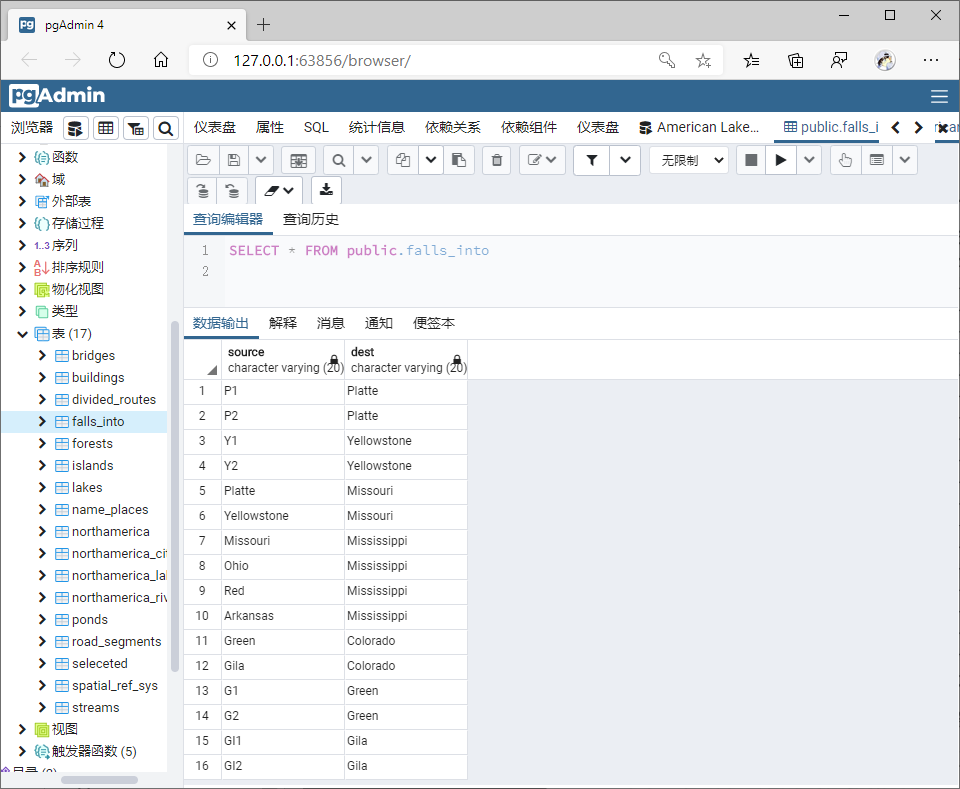 pgAdmin 4
127.0.0.1:63856/browser/
pgAdmin
浏览器
仪表盘 属性 SQL 统计信息 依赖关系 依赖组件 仪表盘 American Lake... public.falls_i
函数
域
外部表
存储过程
1..3 序列
排序规则
物化视图
类型
表 (17)
bridges
buildings
divided_routes
falls_into
forests
islands
lakes
name_places
northamerica
northamerica_cit
northamerica_lal
northamerica_riv
ponds
road_segments
seleceted
spatial_ref_sys
streams
视图
触发器函数 (5)
无限制
查询编辑器 查询历史
1 SELECT * FROM public.falls_into
2
数据输出 解释 消息 通知 便签本
source dest
character varying (20) character varying (20)
1 P1 Platte
2 P2 Platte
3 Y1 Yellowstone
4 Y2 Yellowstone
5 Platte Missouri
6 Yellowstone Missouri
7 Missouri Mississippi
8 Ohio Mississippi
9 Red Mississippi
10 Arkansas Mississippi
11 Green Colorado
12 Gila Colorado
13 G1 Green
14 G2 Green
15 GI1 Gila
16 GI2 Gila